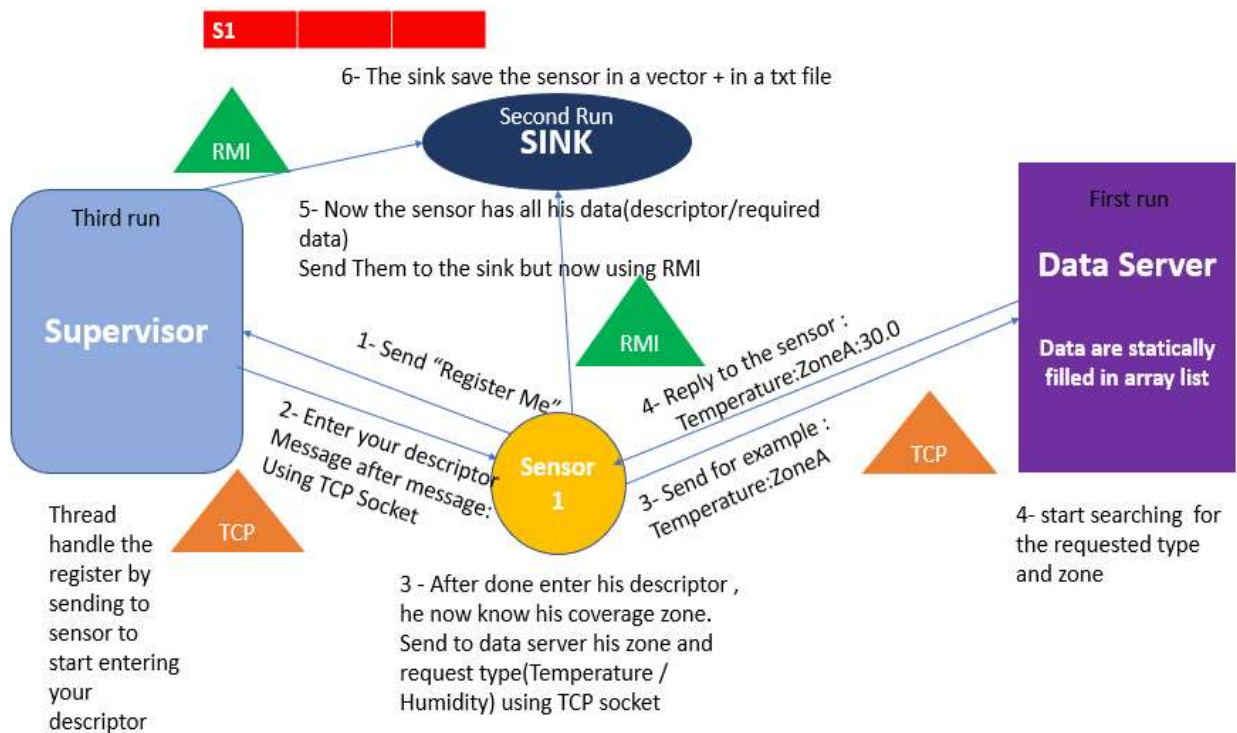 S1
6- The sink save the sensor in a vector + in a txt file
RMI
Second Run
SINK
Third run
Supervisor
5- Now the sensor has all his data(descriptor/required
data)
Send Them to the sink but now using RMI
RMI
First run
Data Server
Data are statically
filled in array list
1- Send “Register Me”
2- Enter your descriptor
Message after message:
Using TCP Socket
TCP
Sensor
1
4- Reply to the sensor :
Temperature:ZoneA:30.0
3- Send for example :
Temperature:ZoneA
TCP
Thread
handle the
register by
sending to
sensor to
start entering
your
descriptor
3 - After done enter his descriptor ,
he now know his coverage zone.
Send to data server his zone and
request type(Temperature /
Humidity) using TCP socket
4- start searching for
the requested type
and zone